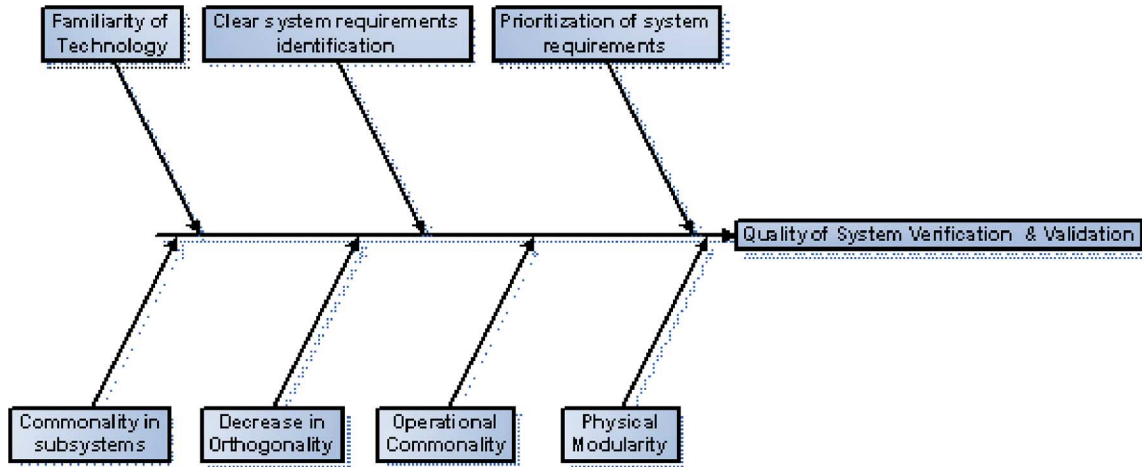 Familiarity of
Technology
Clear system requirements
identification
Prioritization of system
requirements
Quality of System Verification & Validation
Commonality in
subsystems
Decrease in
Orthogonality
Operational
Commonality
Physical
Modularity